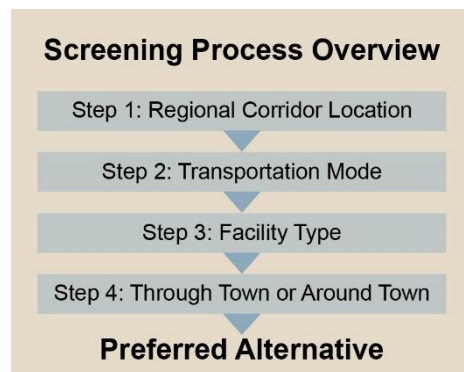 Screening Process Overview
Step 1: Regional Corridor Location
Step 2: Transportation Mode
Step 3: Facility Type
Step 4: Through Town or Around Town
Preferred Alternative